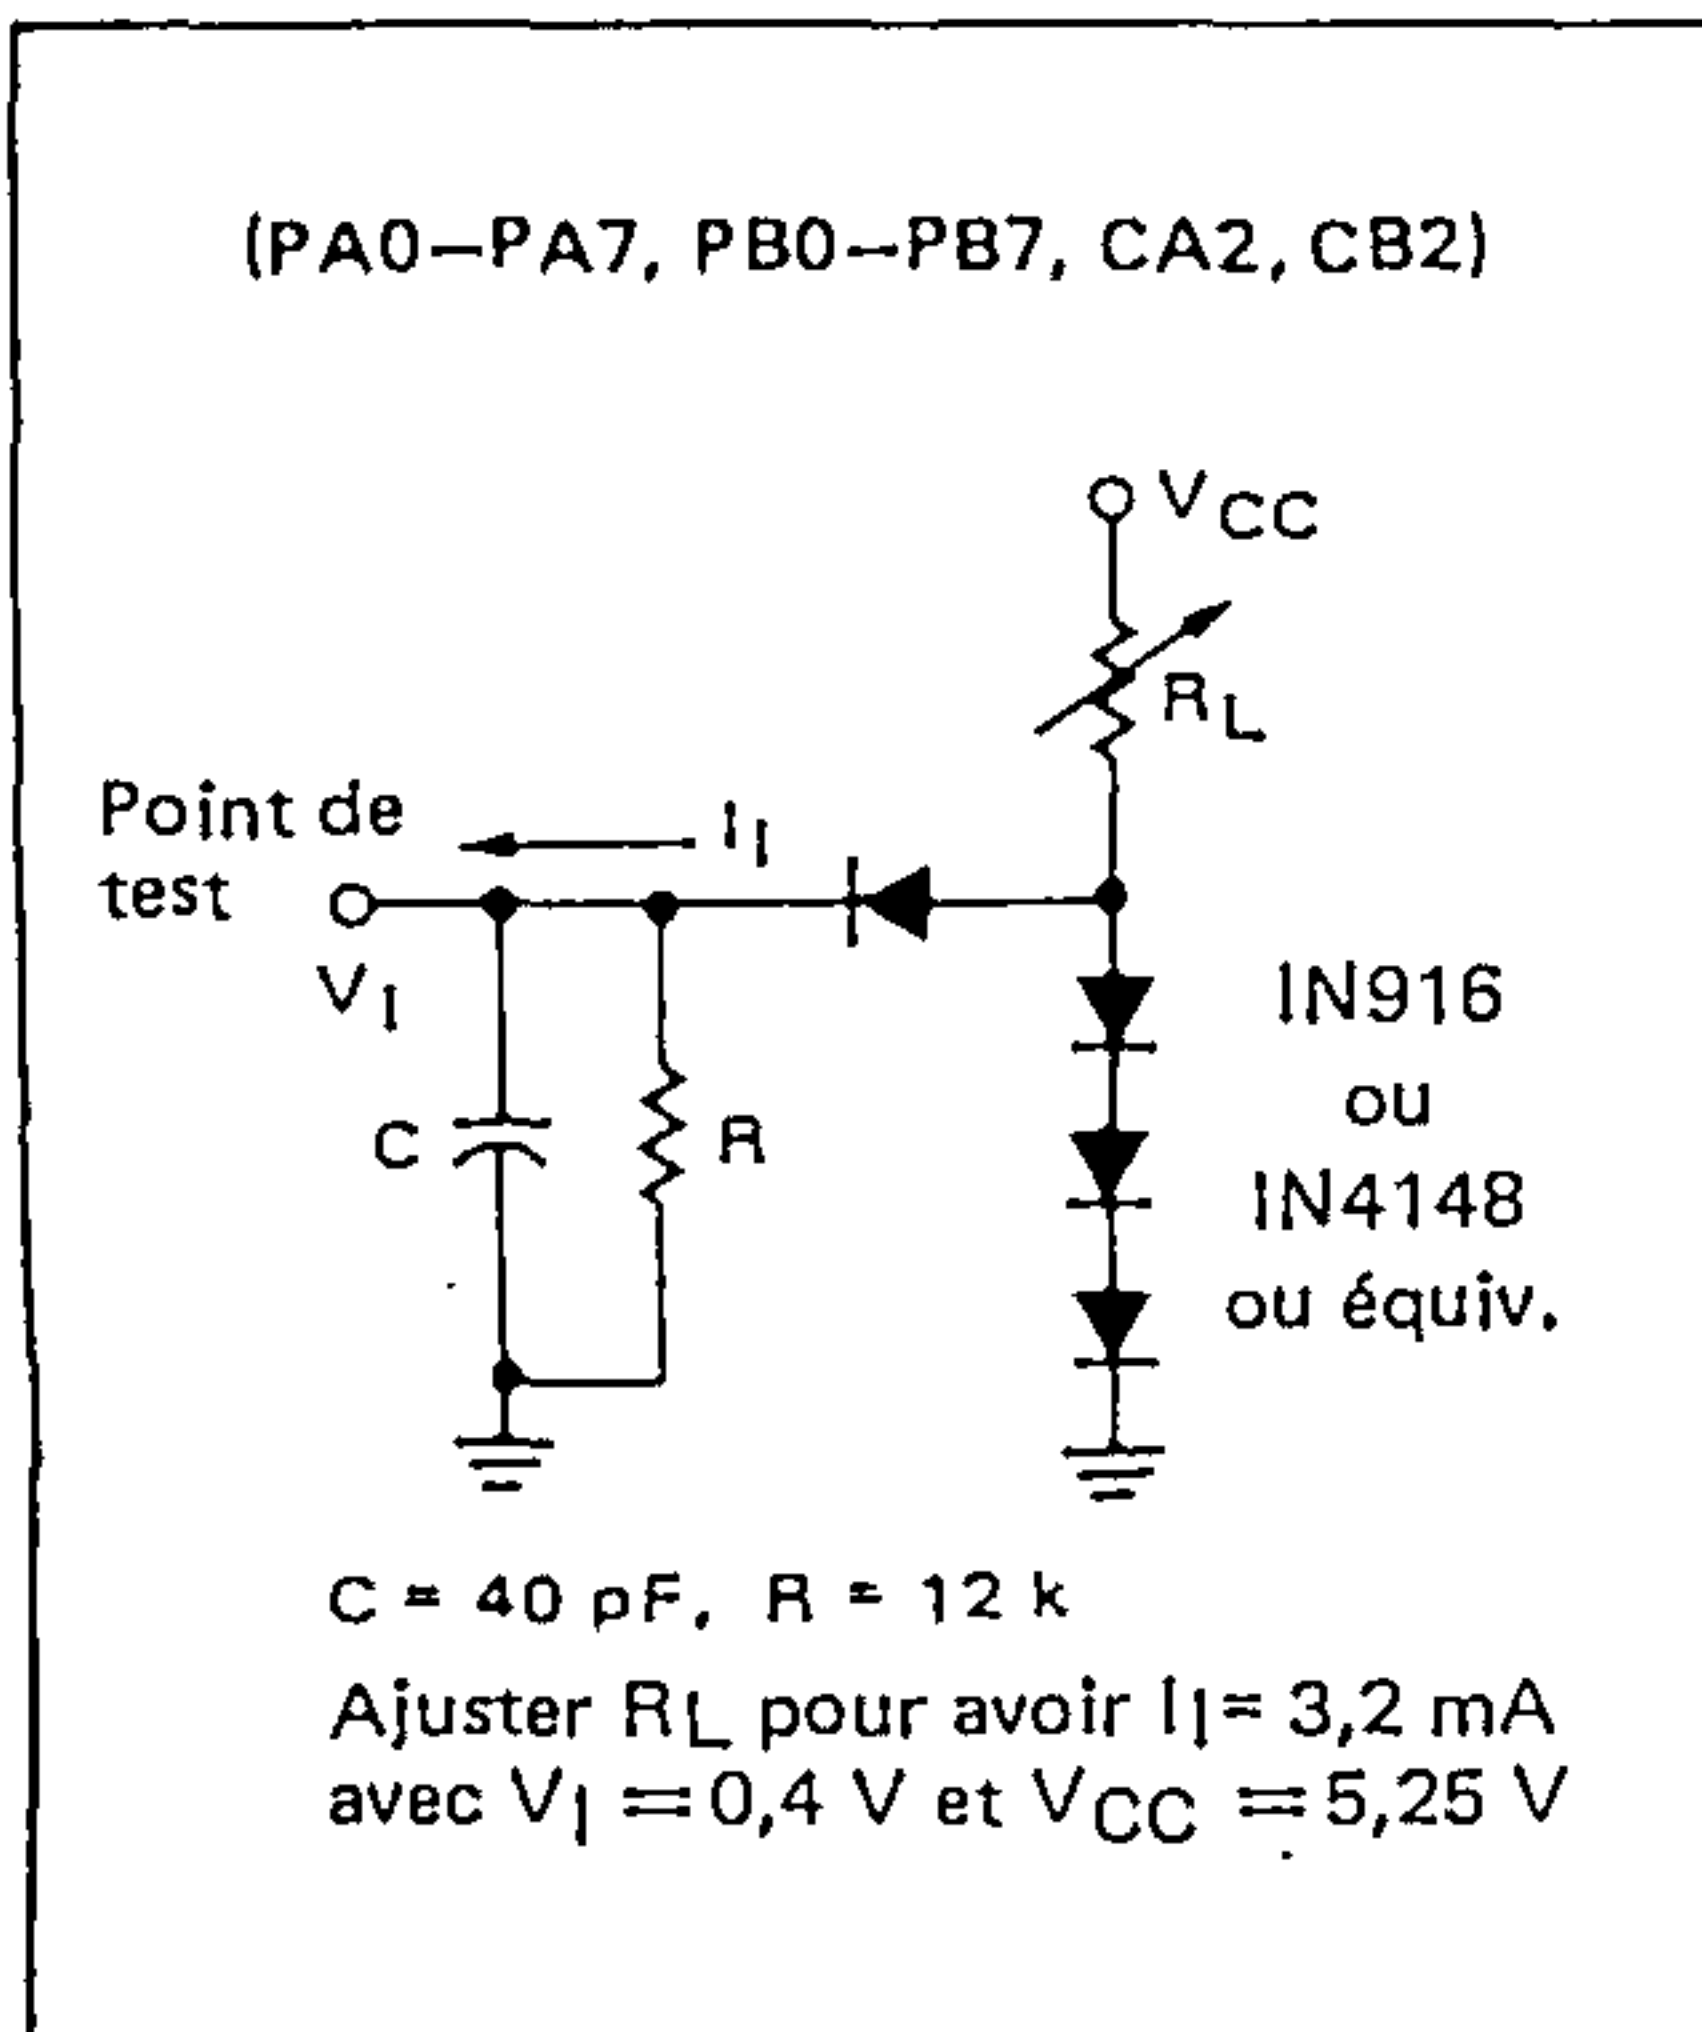 (PA0–PA7, PB0–PB7, CA2, CB2)
VCC
RL
Point de
test
II
VI
IN916
ou
IN4148
ou équiv.
C
R
C = 40 pF, R = 12 k
Ajuster RL pour avoir II = 3,2 mA
avec VI = 0,4 V et VCC = 5,25 V